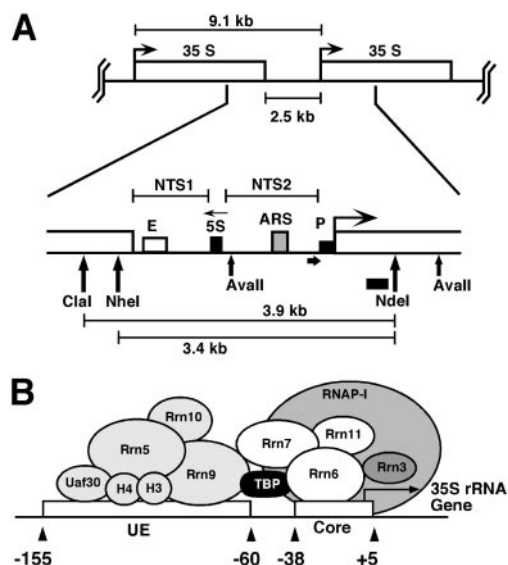 A
9.1 kb
35 S 35 S
2.5 kb
NTS1 NTS2
E 5S ARS P
AvaII AvaII
ClaI NheI NdeI
3.9 kb
3.4 kb
B
RNAP-I
Rrn10
Rrn5 Rrn7 Rrn11
Uaf30 H4 H3 Rrn9 TBP Rrn6 Rrn3
35S rRNA
Gene
UE Core
-155 -60 -38 +5